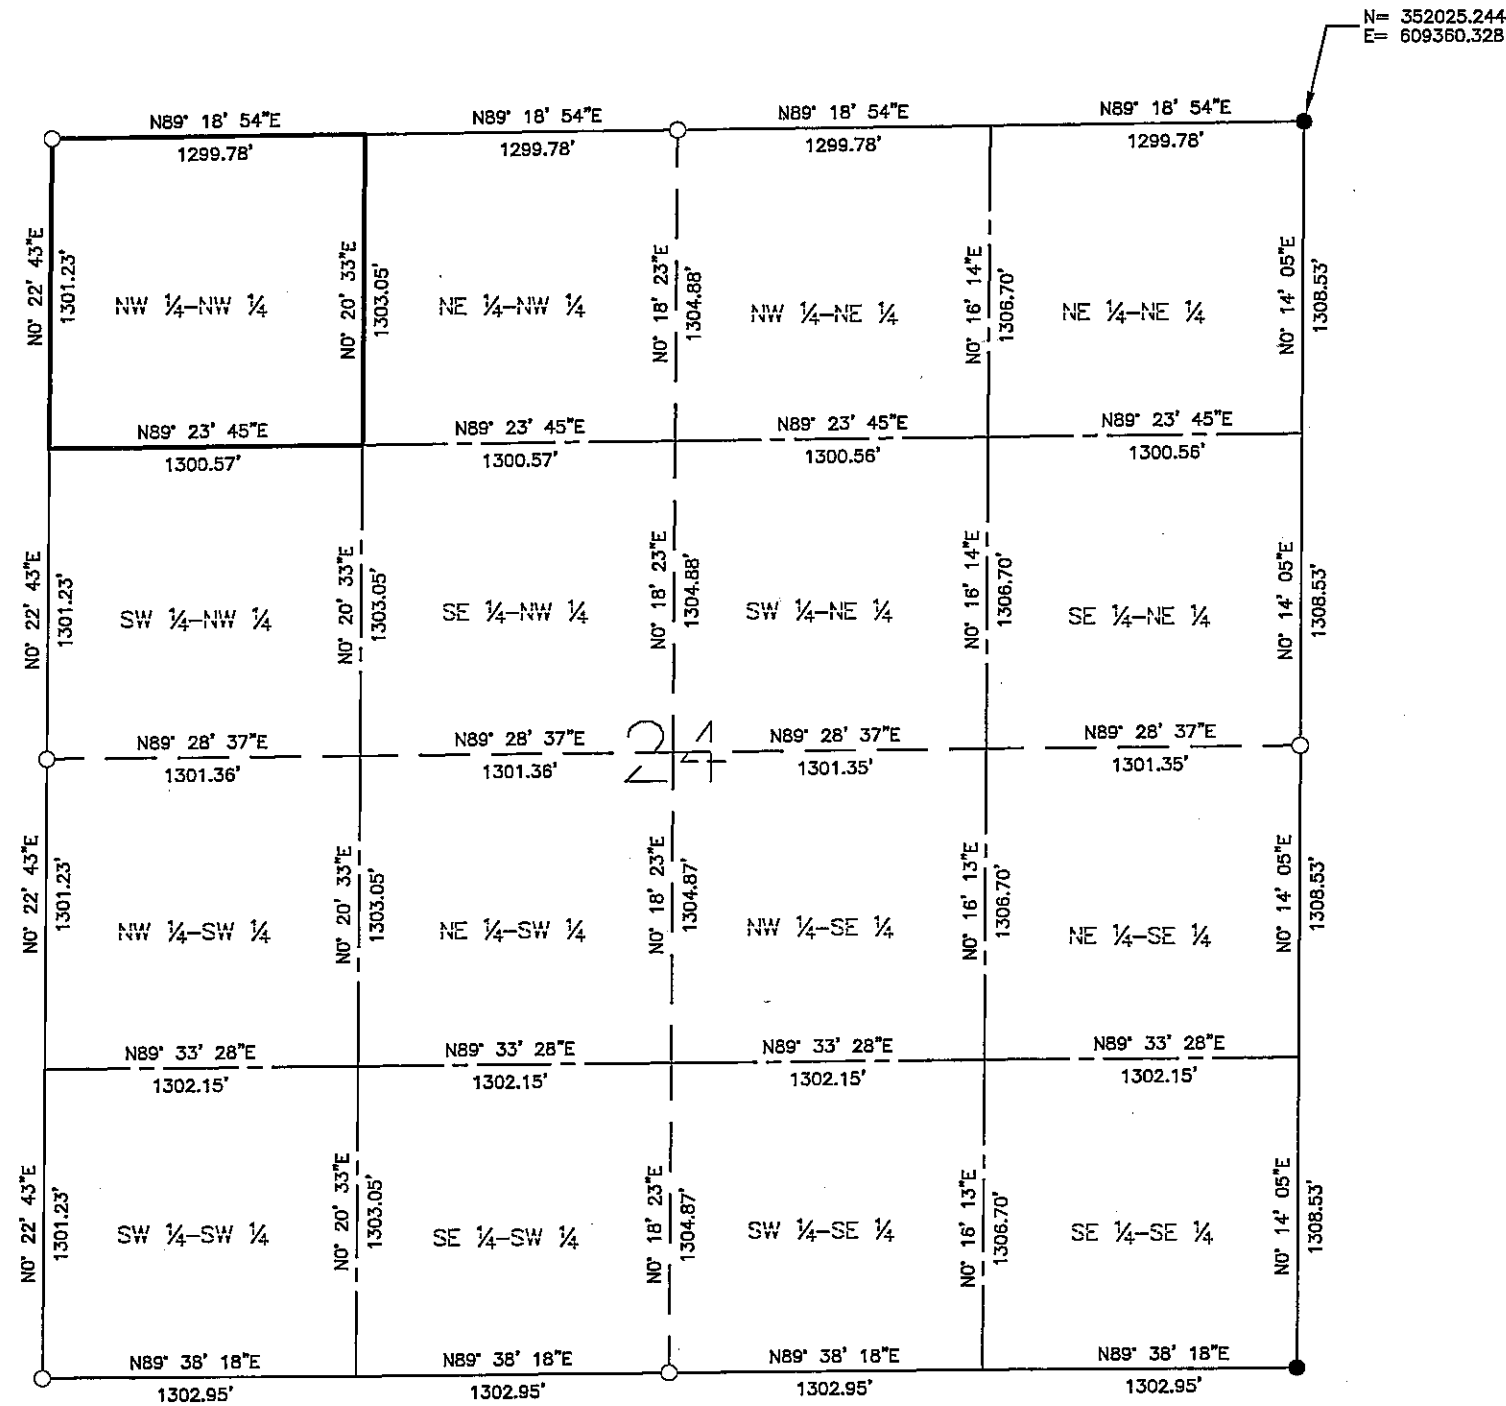 N= 352025.244
E= 609360.328
N89° 18' 54"E
N89° 18' 54"E
N89° 18' 54"E
N89° 18' 54"E
1299.78'
1299.78'
1299.78'
1299.78'
N0° 22' 43"E
1301.23'
NW ¼-NW ¼
N0° 20' 33"E
1303.05'
NE ¼-NW ¼
N0° 18' 23"E
1304.88'
NW ¼-NE ¼
N0° 16' 14"E
1306.70'
NE ¼-NE ¼
N0° 14' 05"E
1308.53'
N89° 23' 45"E
N89° 23' 45"E
N89° 23' 45"E
N89° 23' 45"E
1300.57'
1300.57'
1300.56'
1300.56'
N0° 22' 43"E
1301.23'
SW ¼-NW ¼
N0° 20' 33"E
1303.05'
SE ¼-NW ¼
N0° 18' 23"E
1304.88'
SW ¼-NE ¼
N0° 16' 14"E
1306.70'
SE ¼-NE ¼
N0° 14' 05"E
1308.53'
N89° 28' 37"E
N89° 28' 37"E
24
N89° 28' 37"E
N89° 28' 37"E
1301.36'
1301.36'
1301.35'
1301.35'
N0° 22' 43"E
1301.23'
NW ¼-SW ¼
N0° 20' 33"E
1303.05'
NE ¼-SW ¼
N0° 18' 23"E
1304.87'
NW ¼-SE ¼
N0° 16' 13"E
1306.70'
NE ¼-SE ¼
N0° 14' 05"E
1308.53'
N89° 33' 28"E
N89° 33' 28"E
N89° 33' 28"E
N89° 33' 28"E
1302.15'
1302.15'
1302.15'
1302.15'
N0° 22' 43"E
1301.23'
SW ¼-SW ¼
N0° 20' 33"E
1303.05'
SE ¼-SW ¼
N0° 18' 23"E
1304.87'
SW ¼-SE ¼
N0° 16' 13"E
1306.70'
SE ¼-SE ¼
N0° 14' 05"E
1308.53'
N89° 38' 18"E
N89° 38' 18"E
N89° 38' 18"E
N89° 38' 18"E
1302.95'
1302.95'
1302.95'
1302.95'